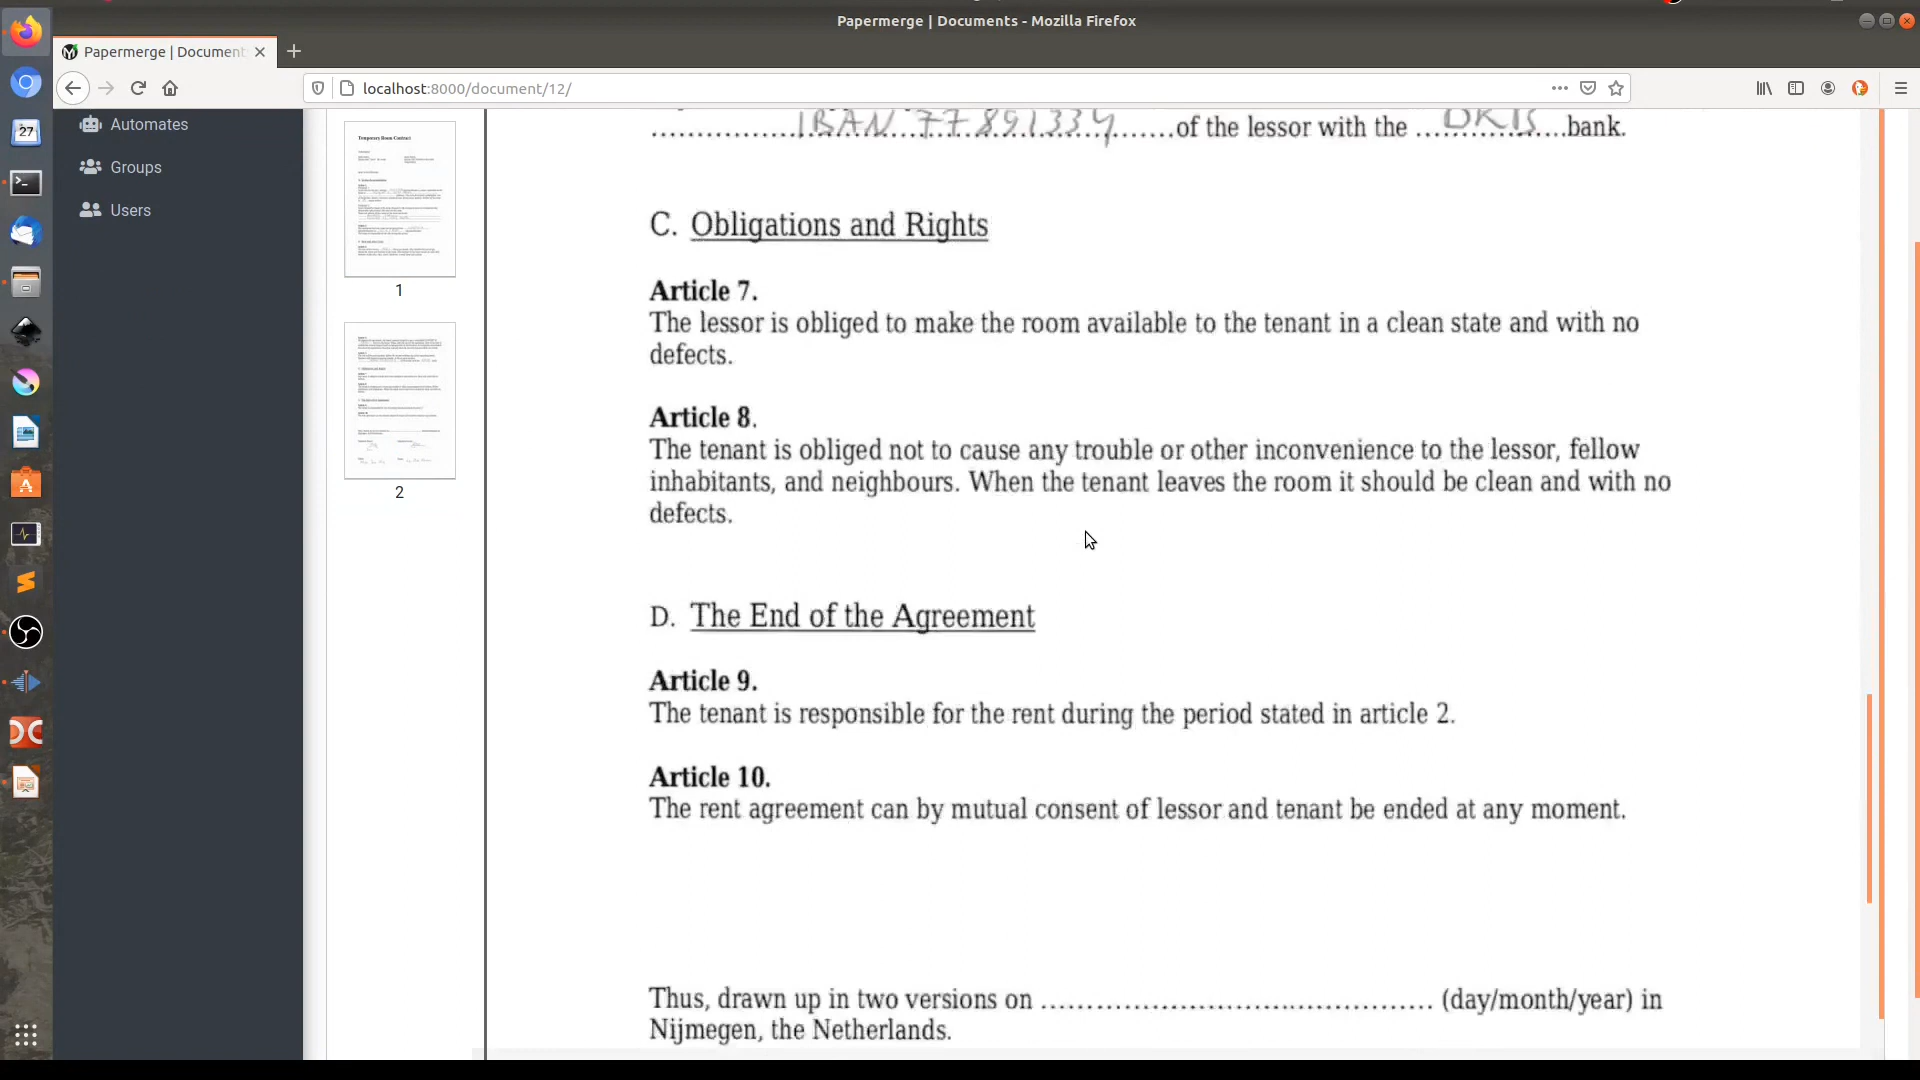 Papermerge | Documents - Mozilla Firefox
Papermerge | Document
localhost:8000/document/12/
27
Automates
Groups
Users
Temporary Room Contract
1
2
IBAN 77891334 of the lessor with the .................bank.
C. Obligations and Rights
Article 7.
The lessor is obliged to make the room available to the tenant in a clean state and with no
defects.
Article 8.
The tenant is obliged not to cause any trouble or other inconvenience to the lessor, fellow
inhabitants, and neighbours. When the tenant leaves the room it should be clean and with no
defects.
D. The End of the Agreement
Article 9.
The tenant is responsible for the rent during the period stated in article 2.
Article 10.
The rent agreement can by mutual consent of lessor and tenant be ended at any moment.
Thus, drawn up in two versions on ........................................... (day/month/year) in
Nijmegen, the Netherlands.